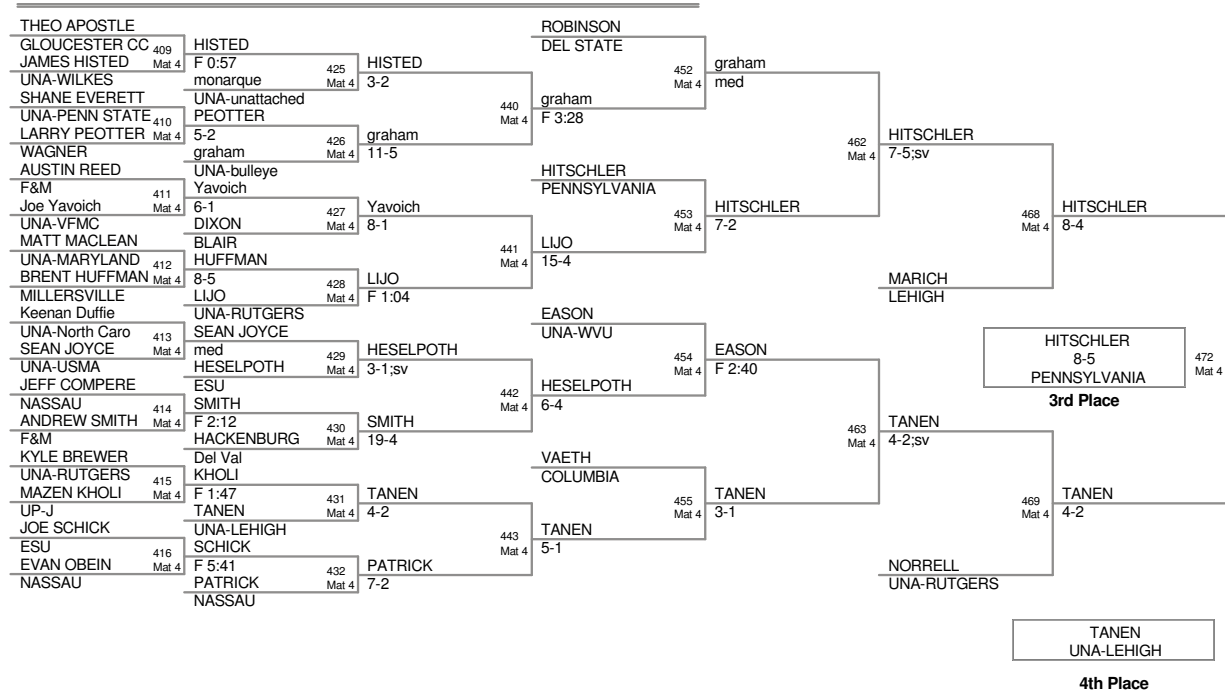 THEO APOSTLE
GLOUCESTER CC
409
Mat 4
JAMES HISTED
UNA-WILKES
SHANE EVERETT
UNA-PENN STATE
410
Mat 4
LARRY PEOTTER
WAGNER
AUSTIN REED
F&M
411
Mat 4
Joe Yavoich
UNA-VFMC
MATT MACLEAN
UNA-MARYLAND
412
Mat 4
BRENT HUFFMAN
MILLERSVILLE
Keenan Duffie
UNA-North Caro
413
Mat 4
SEAN JOYCE
UNA-USMA
JEFF COMPERE
NASSAU
414
Mat 4
ANDREW SMITH
F&M
KYLE BREWER
UNA-RUTGERS
415
Mat 4
MAZEN KHOLI
UP-J
JOE SCHICK
ESU
416
Mat 4
EVAN OBEIN
NASSAU
HISTED
F 0:57
425
Mat 4
monarque
UNA-unattached
PEOTTER
5-2
426
Mat 4
graham
UNA-bulleye
Yavoich
6-1
427
Mat 4
DIXON
BLAIR
HUFFMAN
8-5
428
Mat 4
LIJO
UNA-RUTGERS
SEAN JOYCE
med
429
Mat 4
HESELPOTH
ESU
SMITH
F 2:12
430
Mat 4
HACKENBURG
Del Val
KHOLI
F 1:47
431
Mat 4
TANEN
UNA-LEHIGH
SCHICK
F 5:41
432
Mat 4
PATRICK
NASSAU
HISTED
3-2
440
Mat 4
graham
11-5
Yavoich
8-1
441
Mat 4
LIJO
F 1:04
HESELPOTH
3-1;sv
442
Mat 4
SMITH
19-4
TANEN
4-2
443
Mat 4
PATRICK
7-2
ROBINSON
DEL STATE
452
Mat 4
graham
F 3:28
HITSCHLER
PENNSYLVANIA
453
Mat 4
LIJO
15-4
EASON
UNA-WVU
454
Mat 4
HESELPOTH
6-4
VAETH
COLUMBIA
455
Mat 4
TANEN
5-1
graham
med
462
Mat 4
HITSCHLER
7-2
EASON
F 2:40
463
Mat 4
TANEN
3-1
HITSCHLER
7-5;sv
468
Mat 4
MARICH
LEHIGH
TANEN
4-2;sv
469
Mat 4
NORRELL
UNA-RUTGERS
HITSCHLER
8-4
HITSCHLER
8-5
PENNSYLVANIA
472
Mat 4
3rd Place
TANEN
4-2
TANEN
UNA-LEHIGH
4th Place